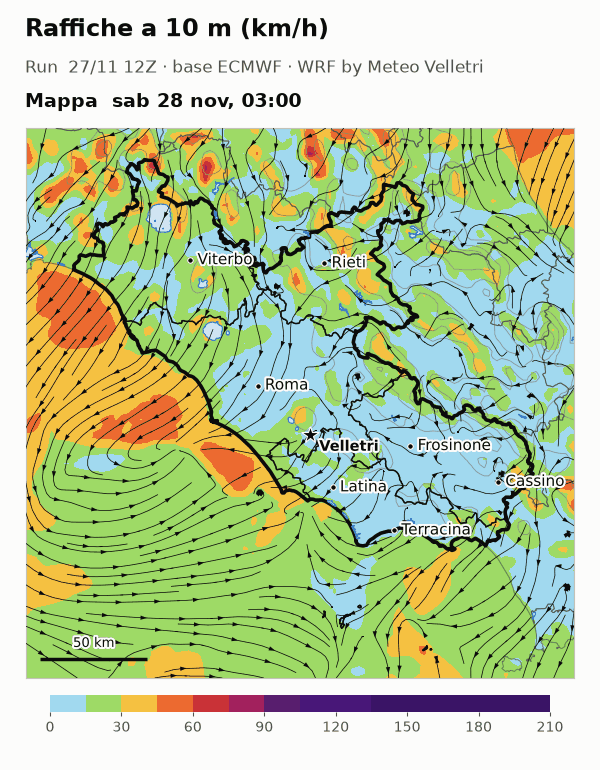 Raffiche a 10 m (km/h)
Run  27/11 12Z · base ECMWF · WRF by Meteo Velletri
Mappa  sab 28 nov, 03:00
Viterbo
Rieti
Roma
Velletri
Frosinone
Latina
Cassino
Terracina
50 km
0 30 60 90 120 150 180 210